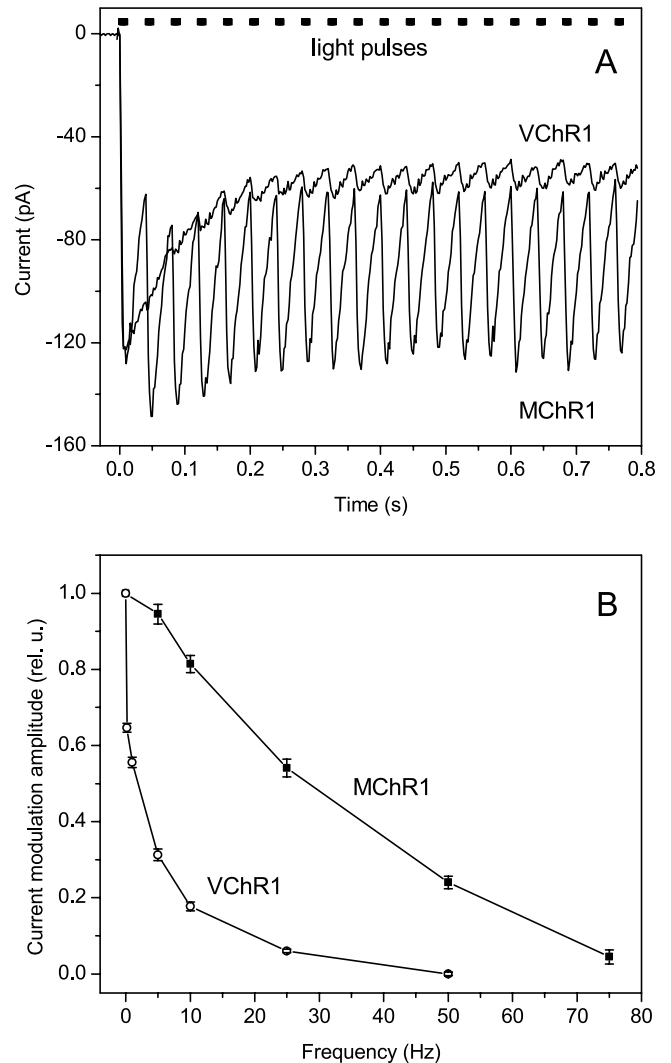 A
light pulses
VChR1
MChR1
Current (pA)
0
-40
-80
-120
-160
0.0 0.1 0.2 0.3 0.4 0.5 0.6 0.7 0.8
Time (s)
B
MChR1
VChR1
Current modulation amplitude (rel. u.)
1.0
0.8
0.6
0.4
0.2
0.0
0 10 20 30 40 50 60 70 80
Frequency (Hz)